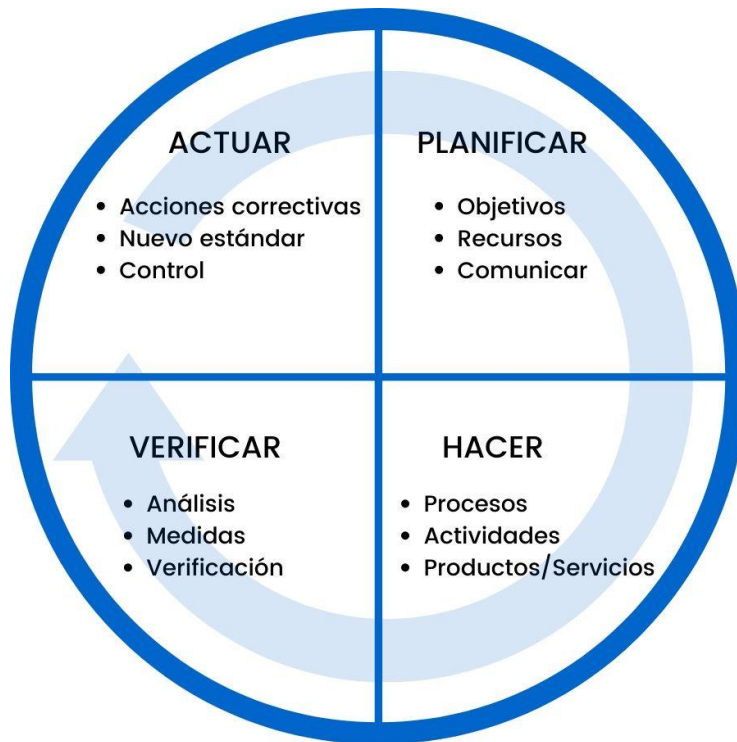 ACTUAR
• Acciones correctivas
• Nuevo estándar
• Control
PLANIFICAR
• Objetivos
• Recursos
• Comunicar
VERIFICAR
• Análisis
• Medidas
• Verificación
HACER
• Procesos
• Actividades
• Productos/Servicios